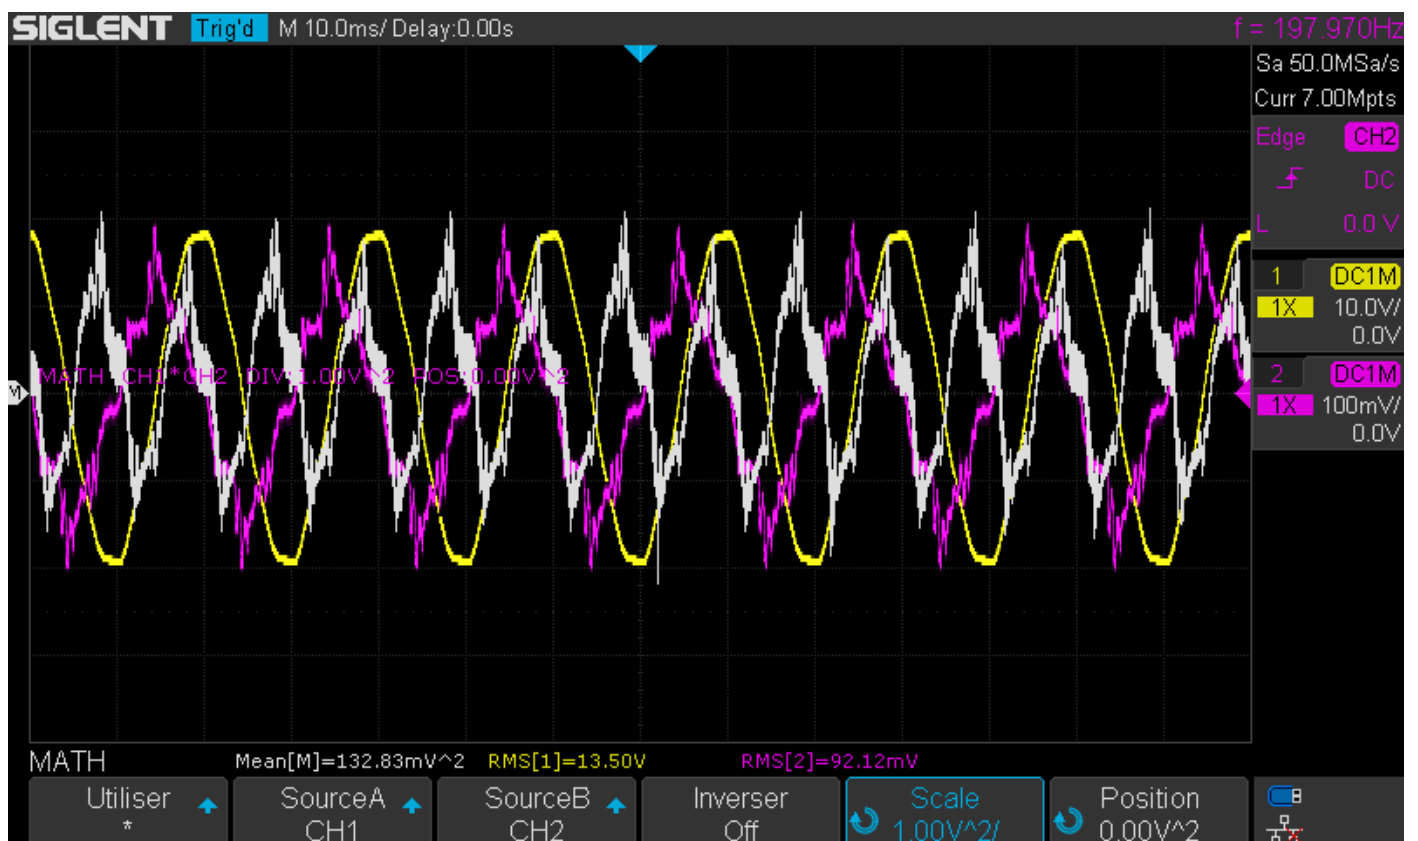 SIGLENT Trig'd M 10.0ms/ Delay:0.00s f = 197.970Hz
Sa 50.0MSa/s
Curr 7.00Mpts
Edge CH2
DC
L 0.0 V
1 DC1M
1X 10.0V/
0.0V
2 DC1M
1X 100mV/
0.0V
M
MATH CH1*CH2 DIV:1.00V^2 POS:0.00V^2
MATH Mean[M]=132.83mV^2 RMS[1]=13.50V RMS[2]=92.12mV
Utiliser SourceA SourceB Inverser Scale Position
* CH1 CH2 Off 1.00V^2/ 0.00V^2